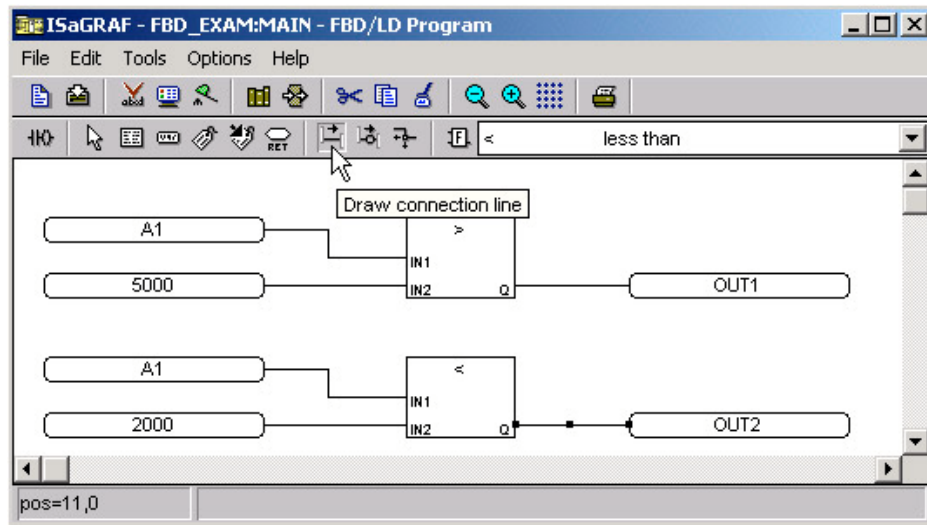 ISaGRAF - FBD_EXAM:MAIN - FBD/LD Program
File Edit Tools Options Help
RET
F < less than
Draw connection line
A1 >
IN1
5000 IN2 Q OUT1
A1 <
IN1
2000 IN2 Q OUT2
pos=11,0